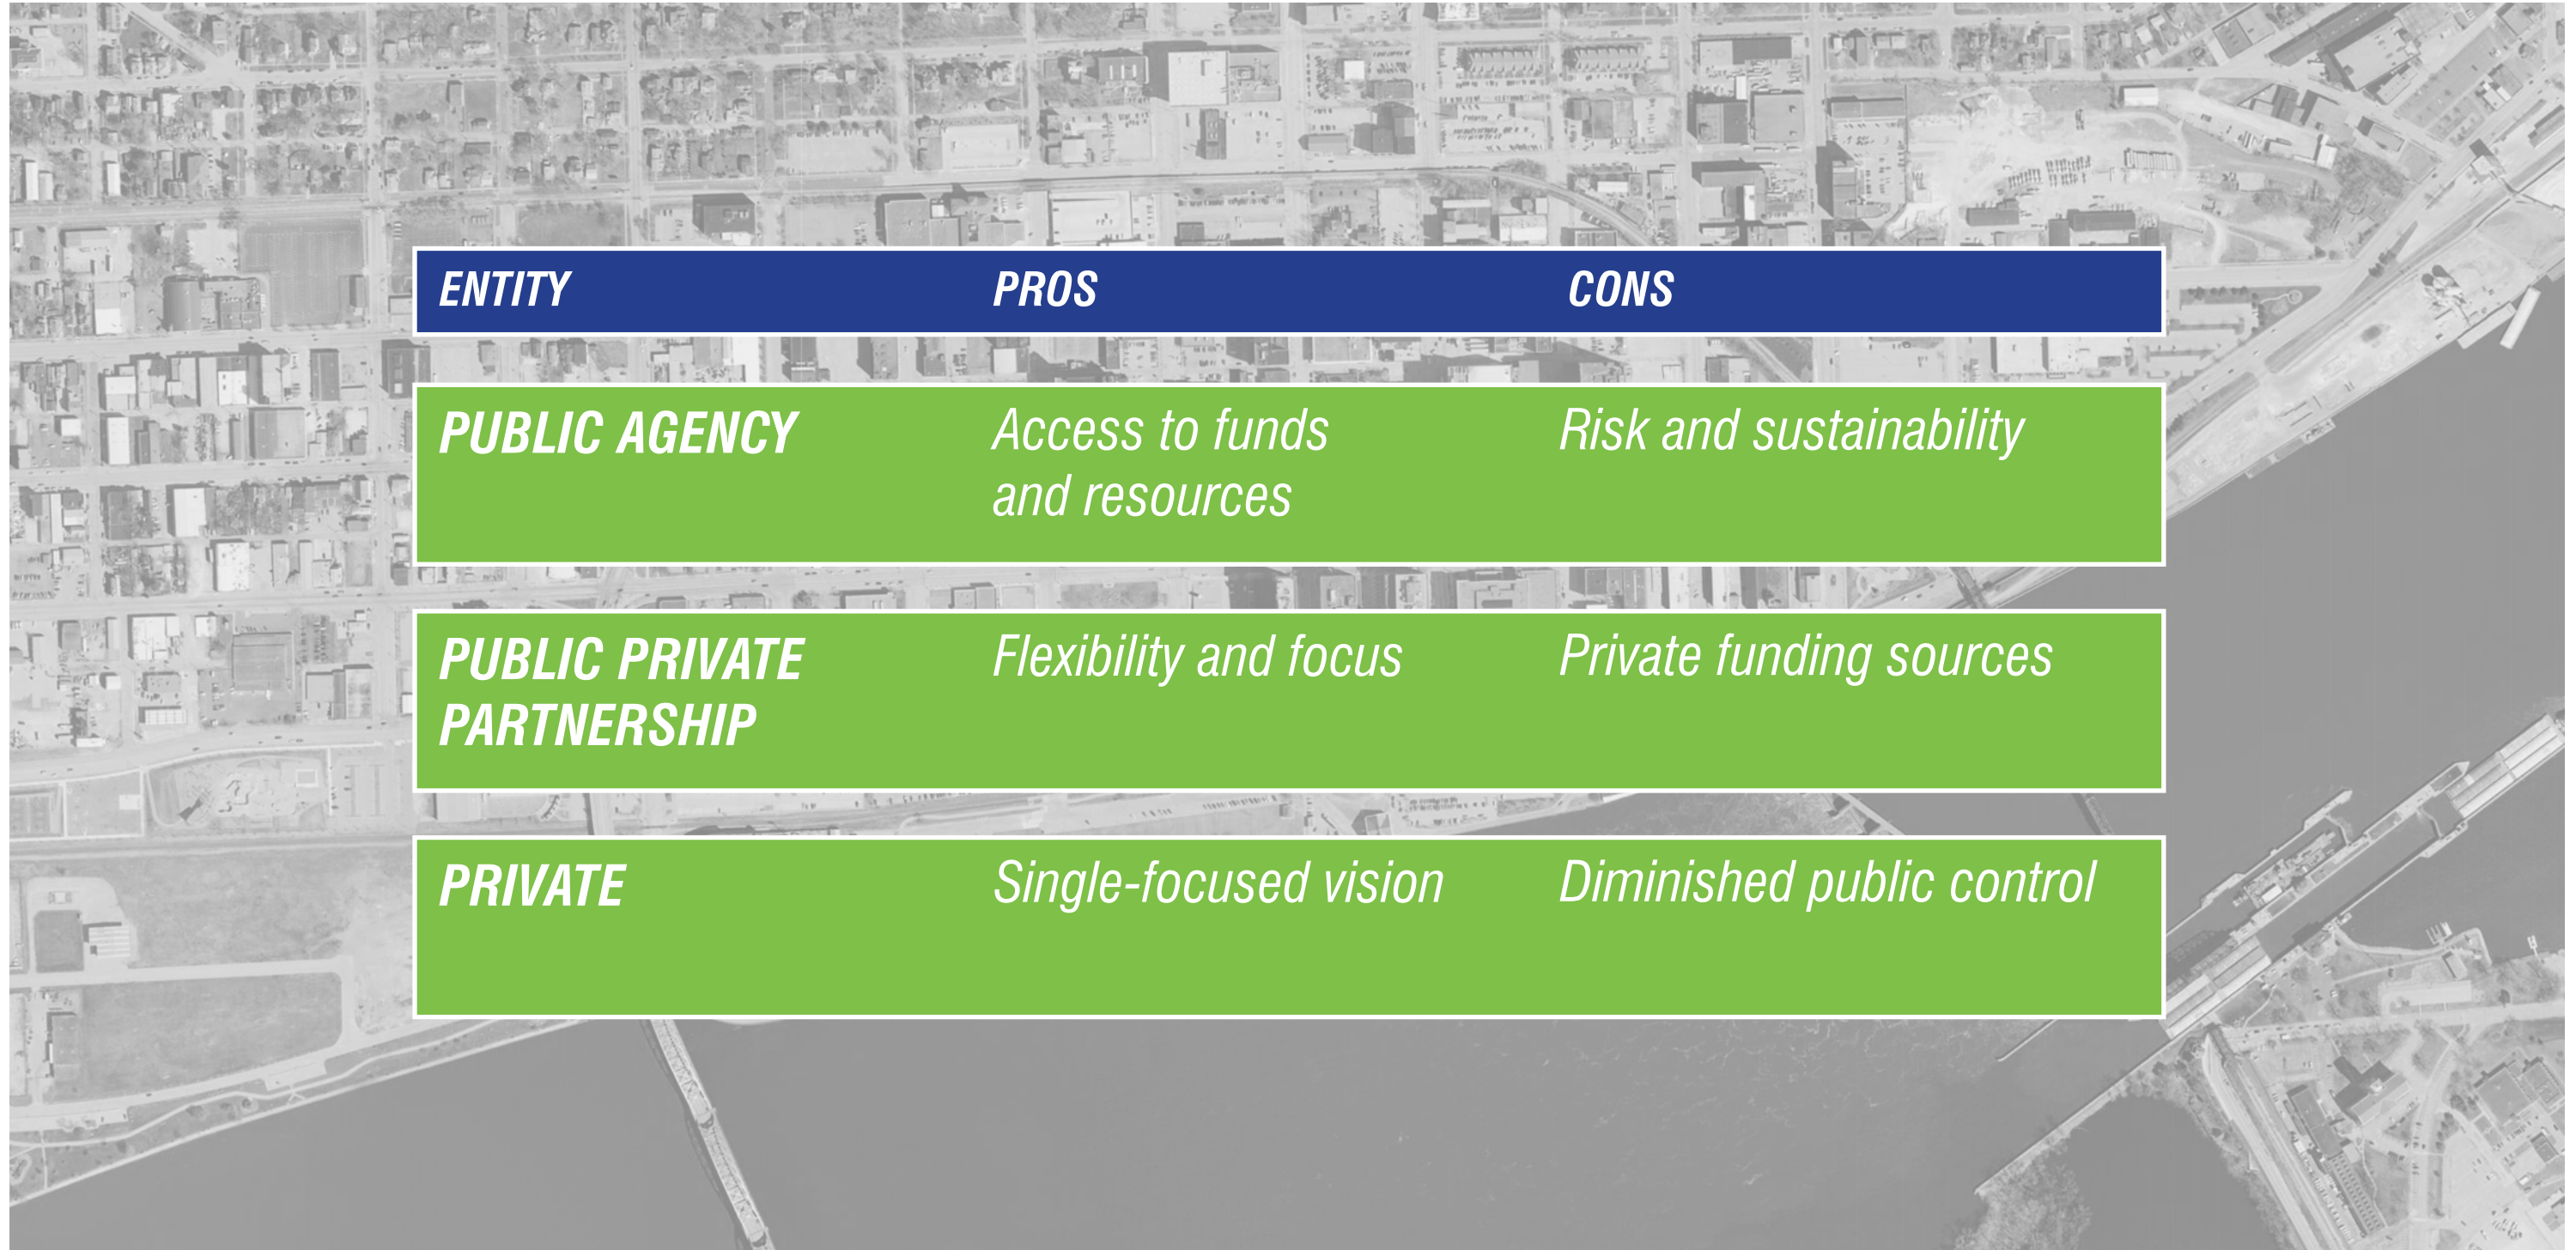 ENTITY PROS CONS
PUBLIC AGENCY Access to funds Risk and sustainability
and resources
PUBLIC PRIVATE Flexibility and focus Private funding sources
PARTNERSHIP
PRIVATE Single-focused vision Diminished public control